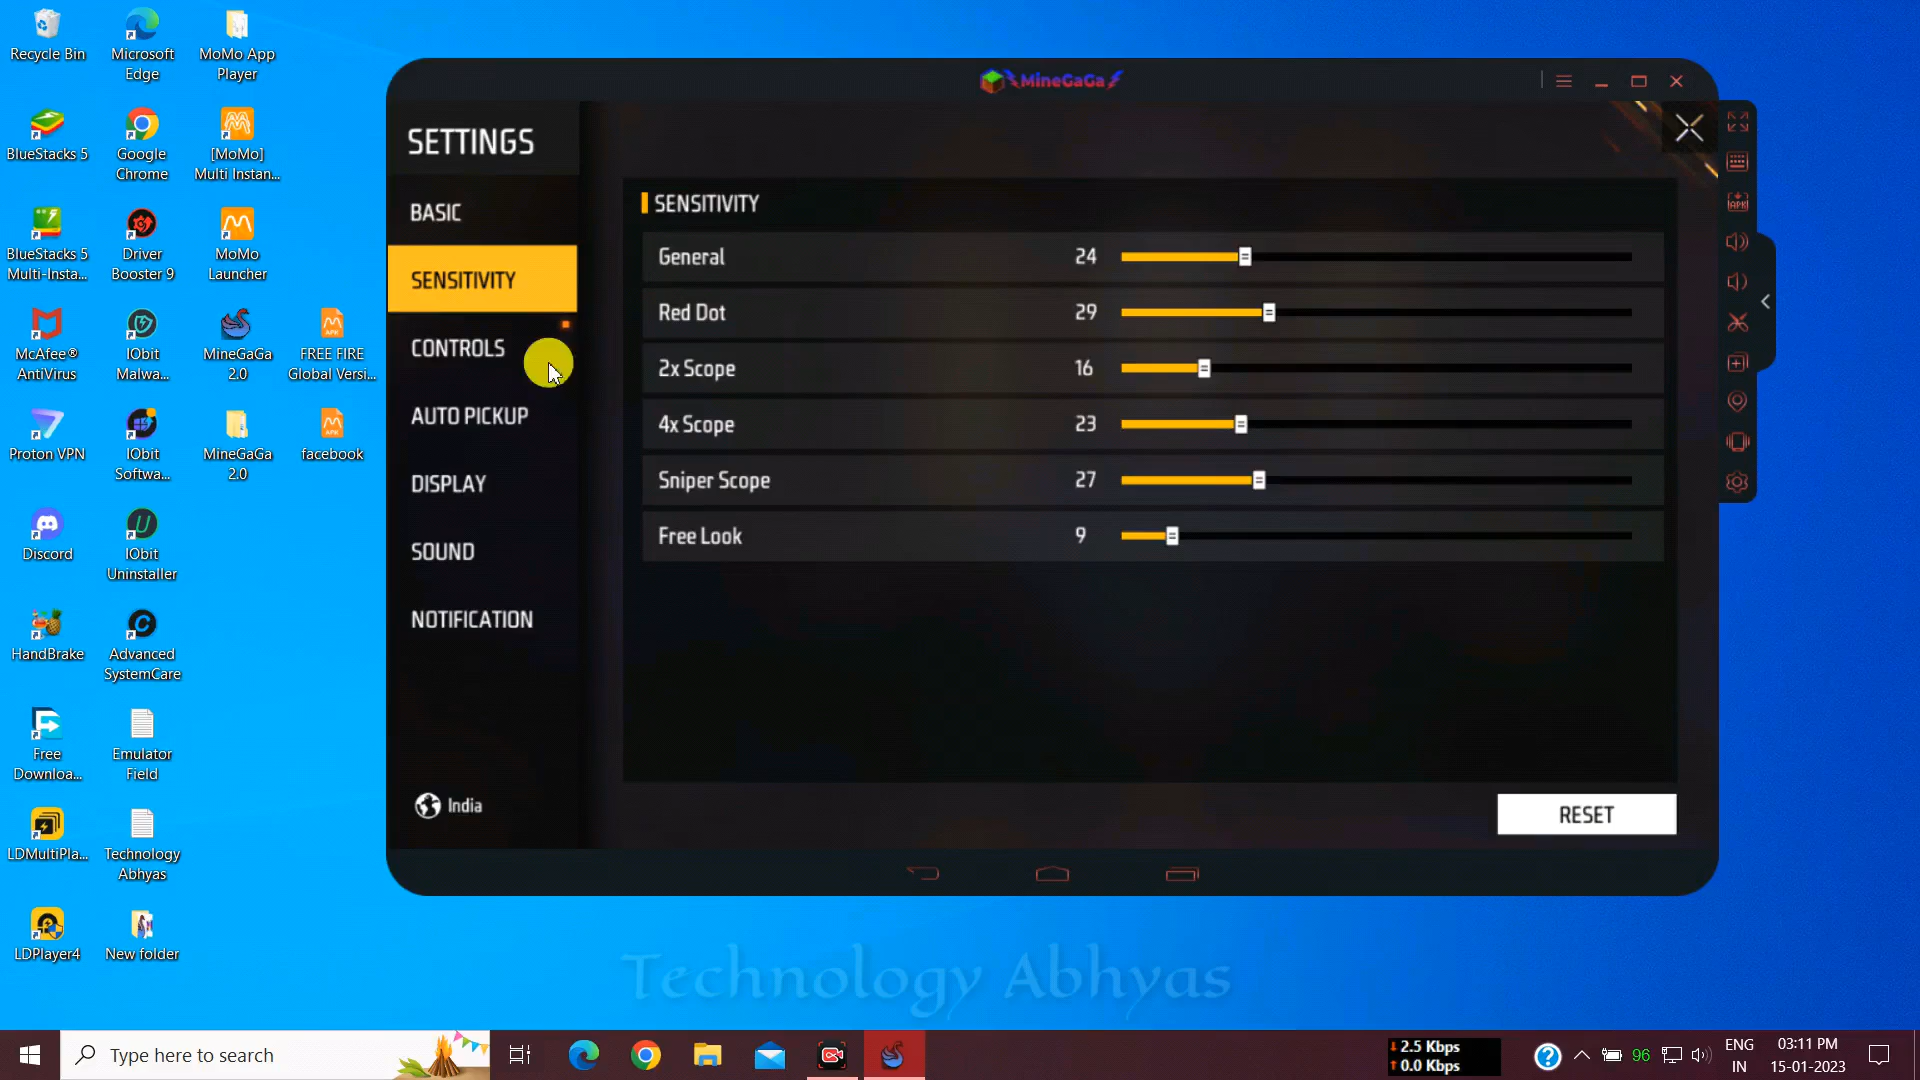 Recycle Bin
Microsoft
Edge
MoMo App
Player
BlueStacks 5
Google
Chrome
[MoMo]
Multi Instan...
BlueStacks 5
Multi-Insta...
Driver
Booster 9
MoMo
Launcher
McAfee®
AntiVirus
IObit
Malwa...
MineGaGa
2.0
FREE FIRE
Global Versi...
Proton VPN
IObit
Softwa...
MineGaGa
2.0
facebook
Discord
IObit
Uninstaller
HandBrake
Advanced
SystemCare
Free
Downloa...
Emulator
Field
LDMultiPla...
Technology
Abhyas
LDPlayer4
New folder
MineGaGa
SETTINGS
BASIC
SENSITIVITY
CONTROLS
AUTO PICKUP
DISPLAY
SOUND
NOTIFICATION
India
SENSITIVITY
General 24
Red Dot 29
2x Scope 16
4x Scope 23
Sniper Scope 27
Free Look 9
RESET
APK
Technology Abhyas
Type here to search
2.5 Kbps
0.0 Kbps
96
ENG
IN
03:11 PM
15-01-2023